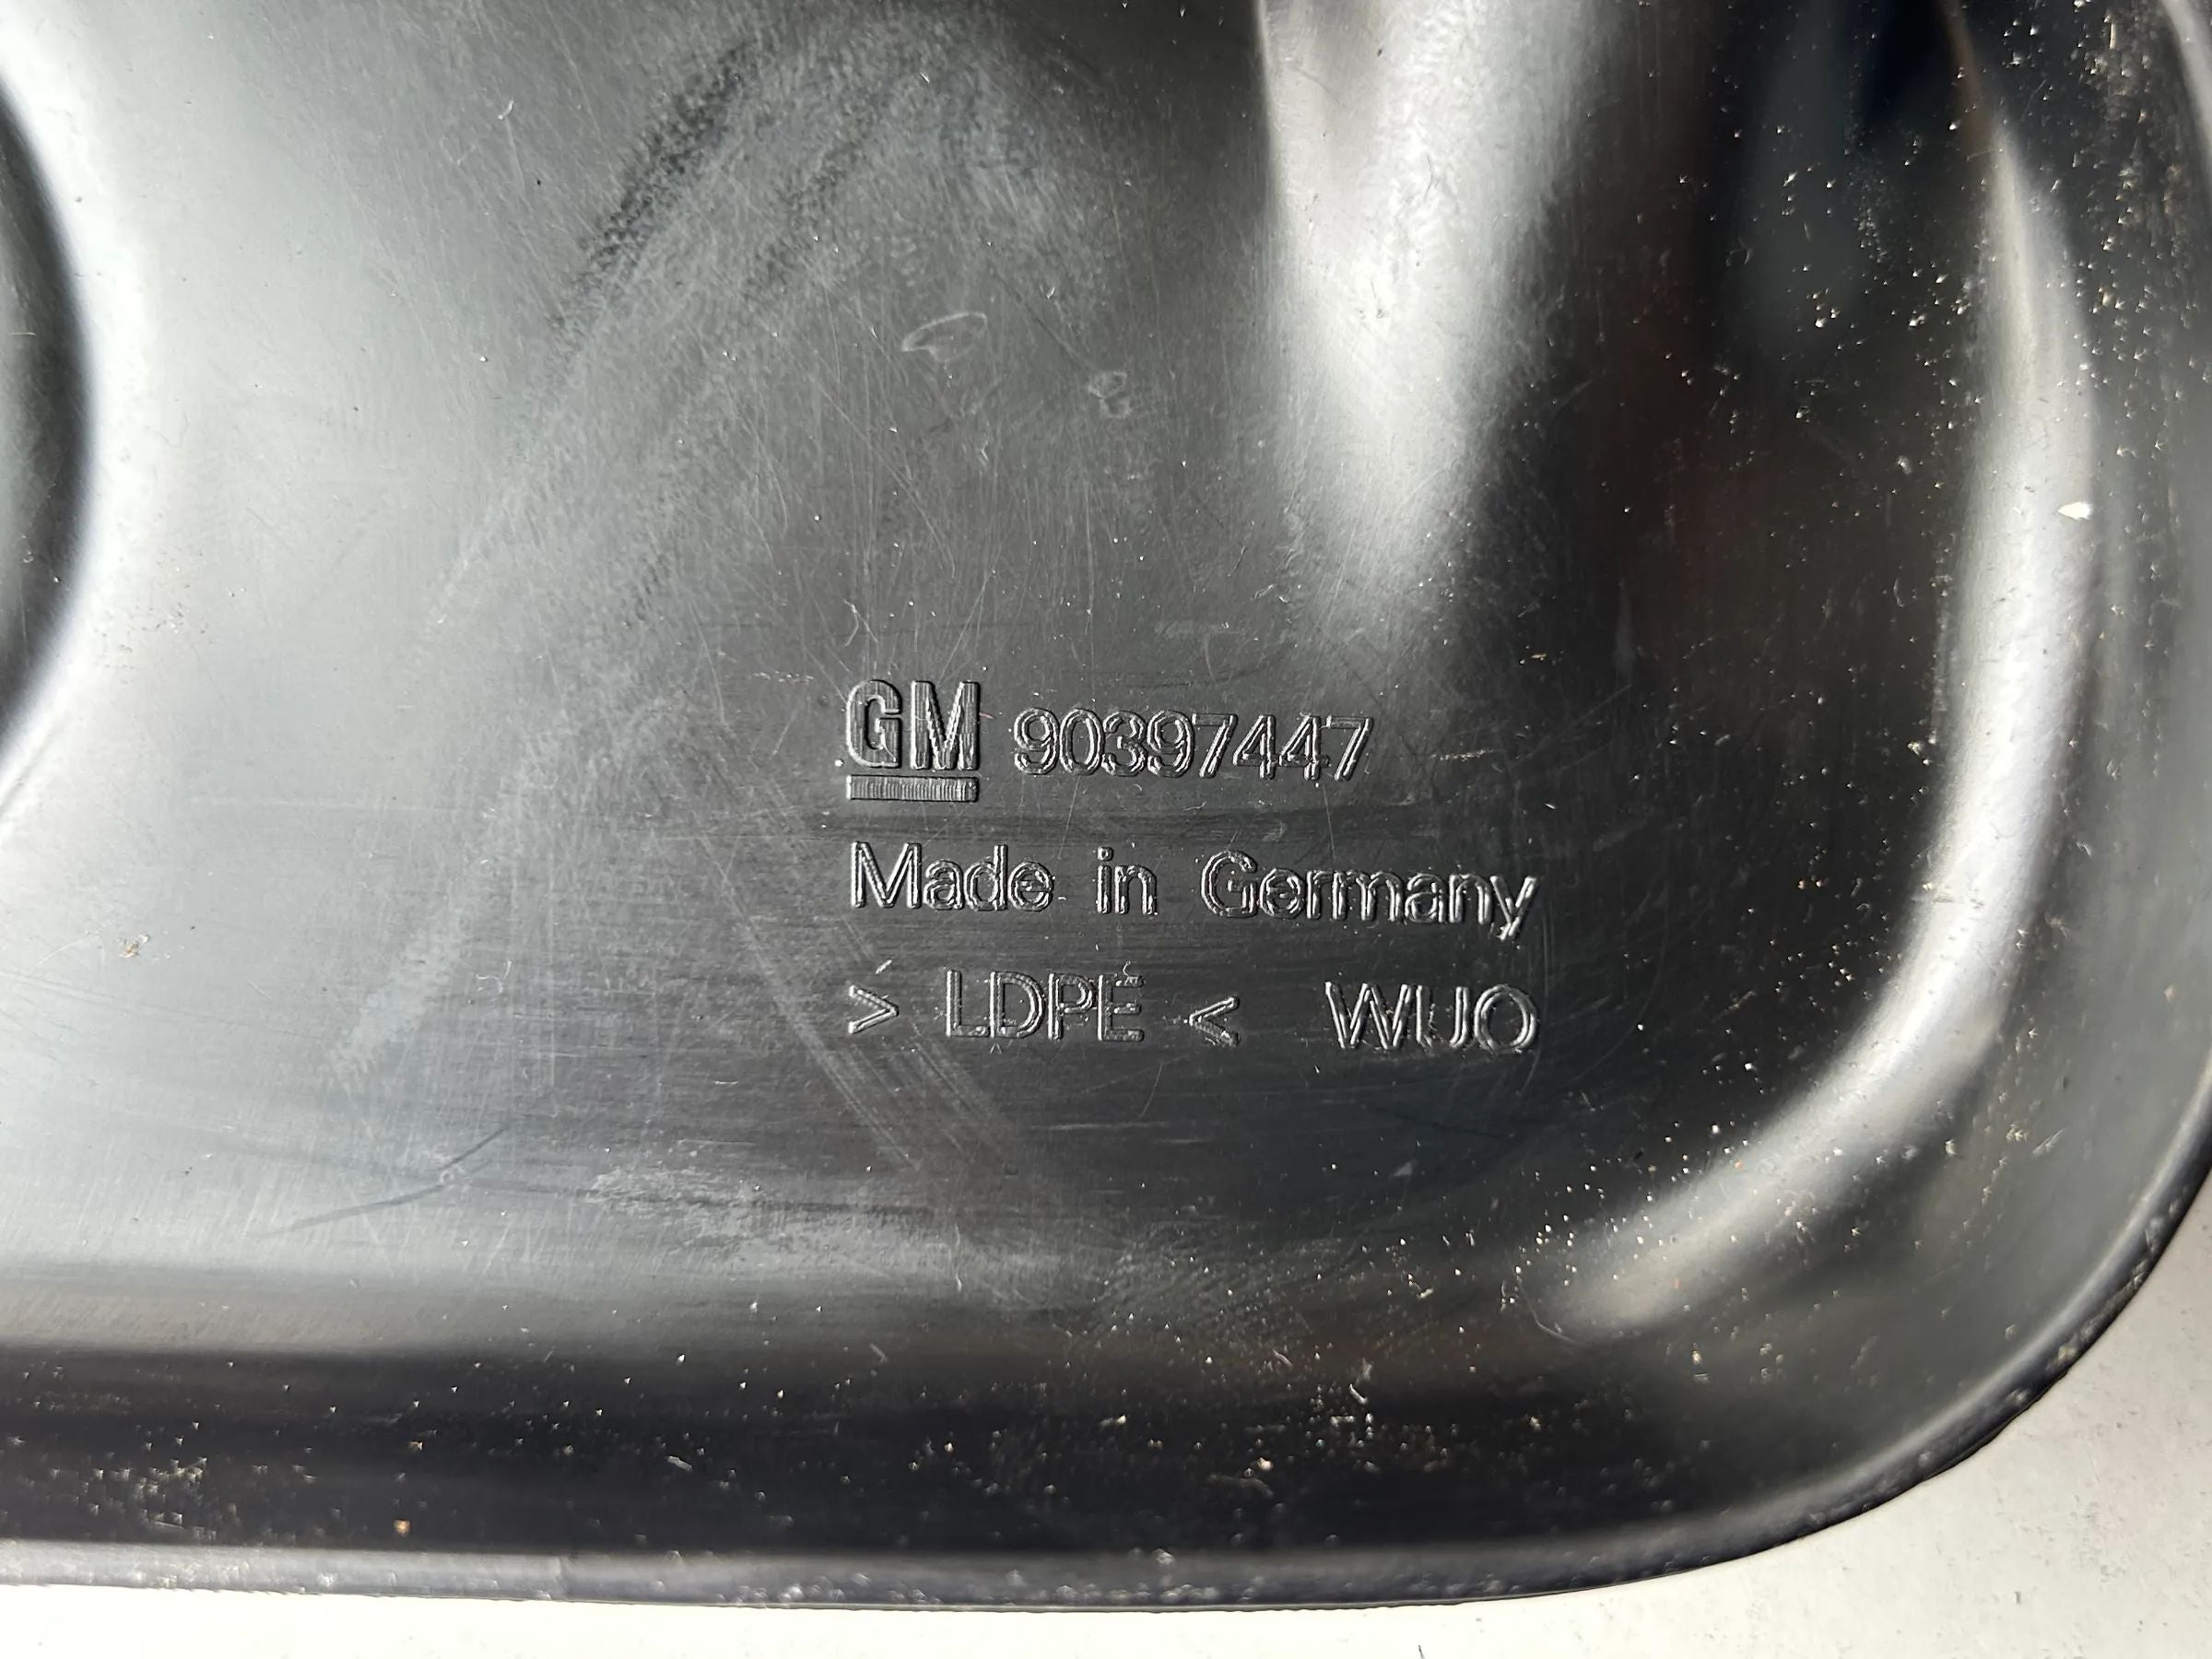 GM 90397447
Made in Germany
> LDPE < WUO